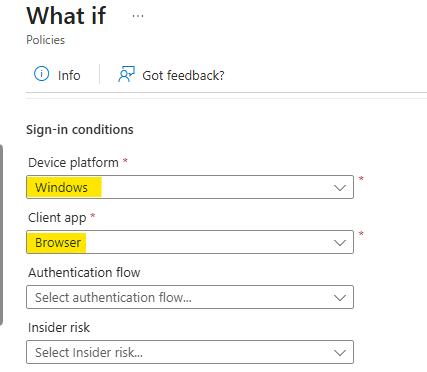 What if ...
Policies
Info
Got feedback?
Sign-in conditions
Device platform *
Windows
*
Client app *
Browser
*
Authentication flow
Select authentication flow...
Insider risk
Select Insider risk...